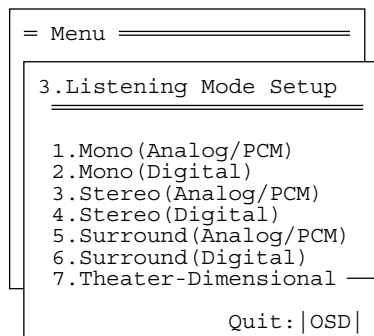 = Menu
3.Listening Mode Setup
1.Mono(Analog/PCM)
2.Mono(Digital)
3.Stereo(Analog/PCM)
4.Stereo(Digital)
5.Surround(Analog/PCM)
6.Surround(Digital)
7.Theater-Dimensional
Quit:|OSD|